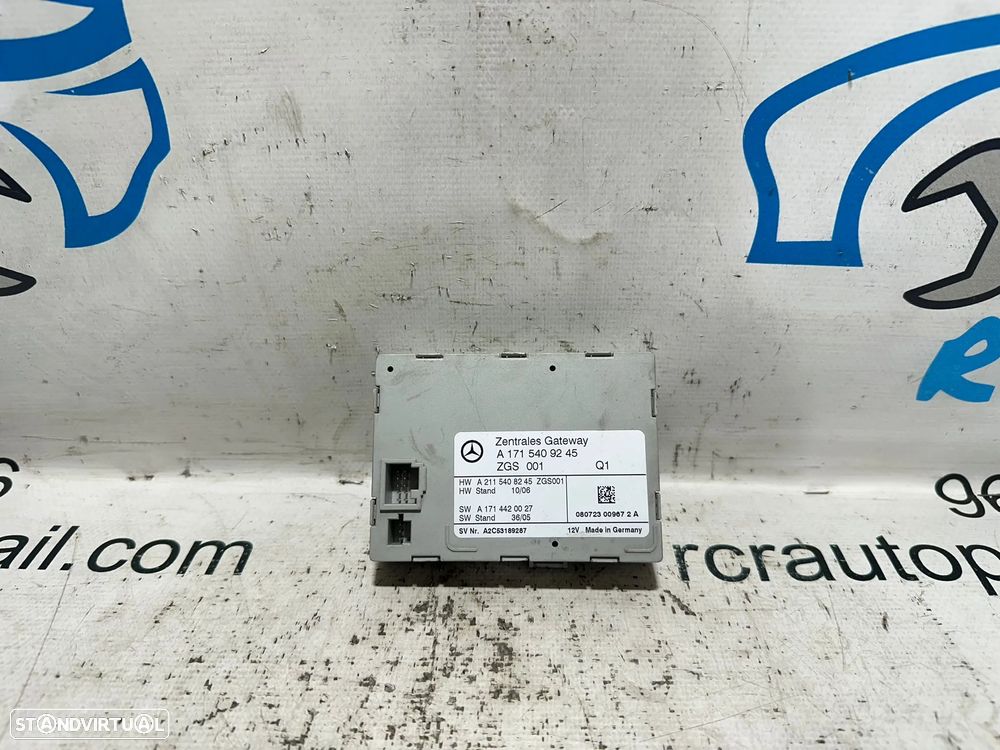 Zentrales Gateway
A 171 540 92 45
ZGS 001 Q1
HW A 211 540 82 45 ZGS001
HW Stand 10/06
SW A 171 442 00 27
SW Stand 36/05
080723 00967 2 A
SV Nr. A2C53189287 12V Made in Germany
R
96
ail.com
rcrautop
STANDVIRTUAL